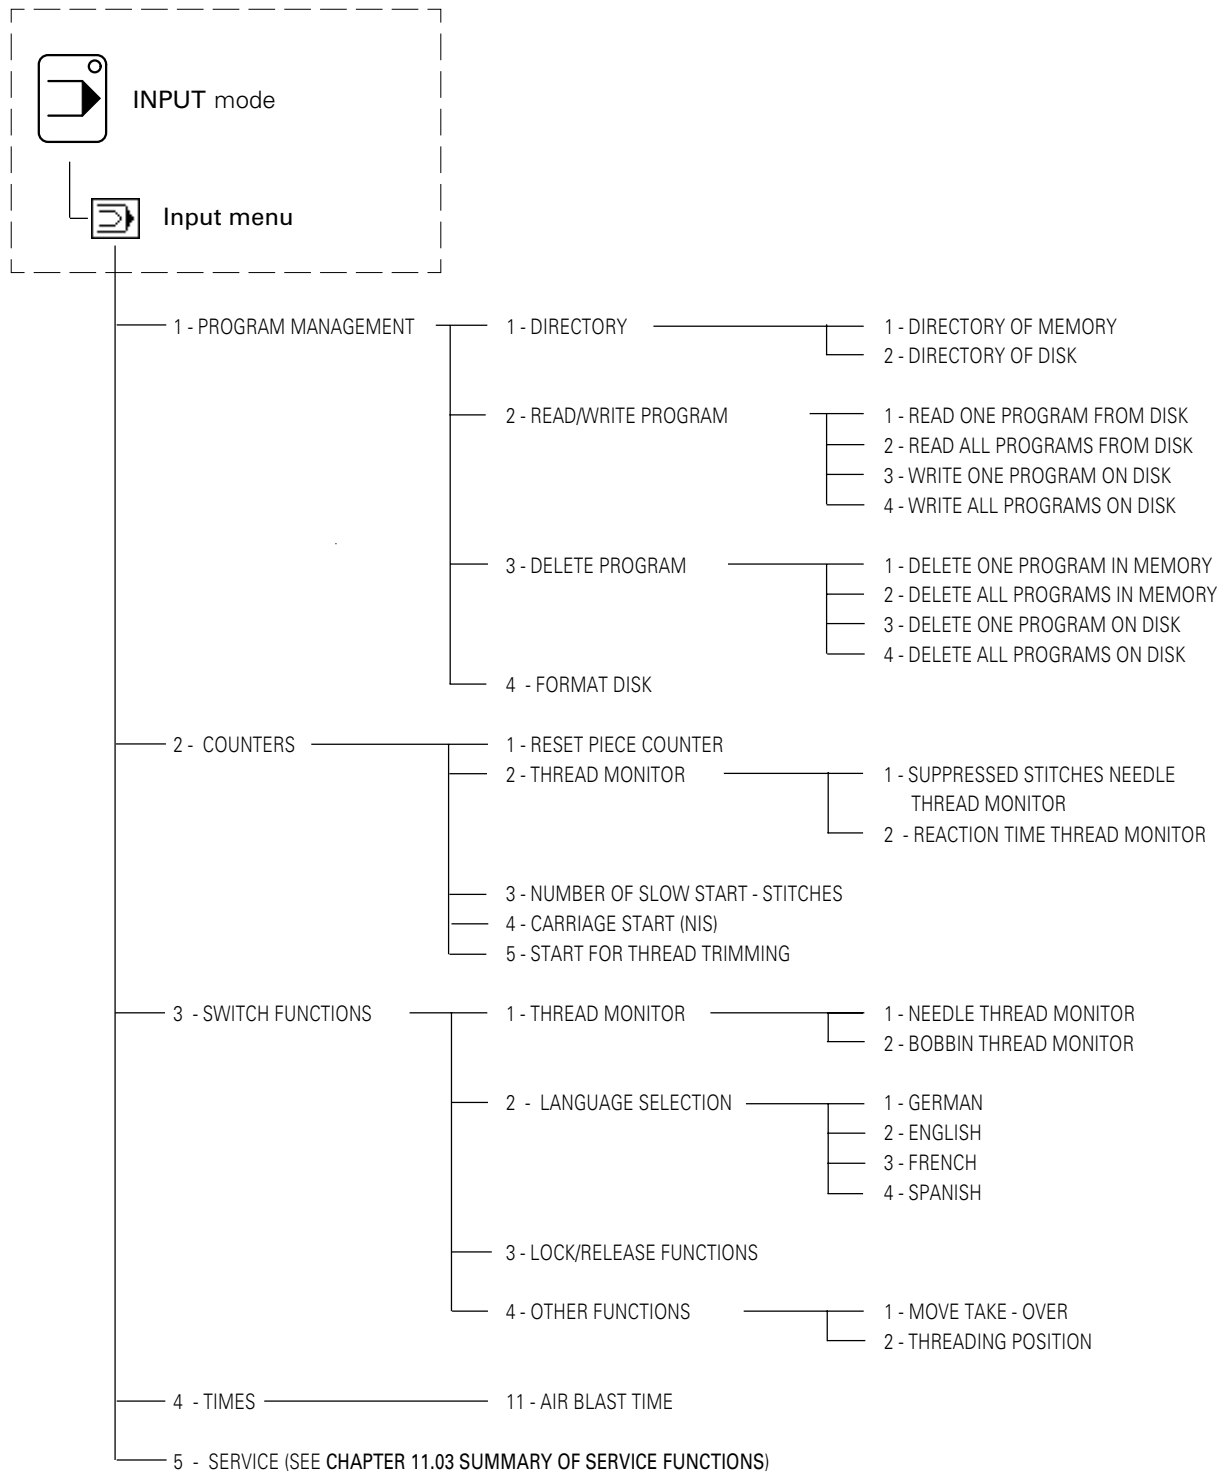 INPUT mode
Input menu
1 - PROGRAM MANAGEMENT
1 - DIRECTORY
1 - DIRECTORY OF MEMORY
2 - DIRECTORY OF DISK
2 - READ/WRITE PROGRAM
1 - READ ONE PROGRAM FROM DISK
2 - READ ALL PROGRAMS FROM DISK
3 - WRITE ONE PROGRAM ON DISK
4 - WRITE ALL PROGRAMS ON DISK
3 - DELETE PROGRAM
1 - DELETE ONE PROGRAM IN MEMORY
2 - DELETE ALL PROGRAMS IN MEMORY
3 - DELETE ONE PROGRAM ON DISK
4 - DELETE ALL PROGRAMS ON DISK
4 - FORMAT DISK
2 - COUNTERS
1 - RESET PIECE COUNTER
2 - THREAD MONITOR
1 - SUPPRESSED STITCHES NEEDLE
THREAD MONITOR
2 - REACTION TIME THREAD MONITOR
3 - NUMBER OF SLOW START - STITCHES
4 - CARRIAGE START (NIS)
5 - START FOR THREAD TRIMMING
3 - SWITCH FUNCTIONS
1 - THREAD MONITOR
1 - NEEDLE THREAD MONITOR
2 - BOBBIN THREAD MONITOR
2 - LANGUAGE SELECTION
1 - GERMAN
2 - ENGLISH
3 - FRENCH
4 - SPANISH
3 - LOCK/RELEASE FUNCTIONS
4 - OTHER FUNCTIONS
1 - MOVE TAKE - OVER
2 - THREADING POSITION
4 - TIMES
11 - AIR BLAST TIME
5 - SERVICE (SEE CHAPTER 11.03 SUMMARY OF SERVICE FUNCTIONS)